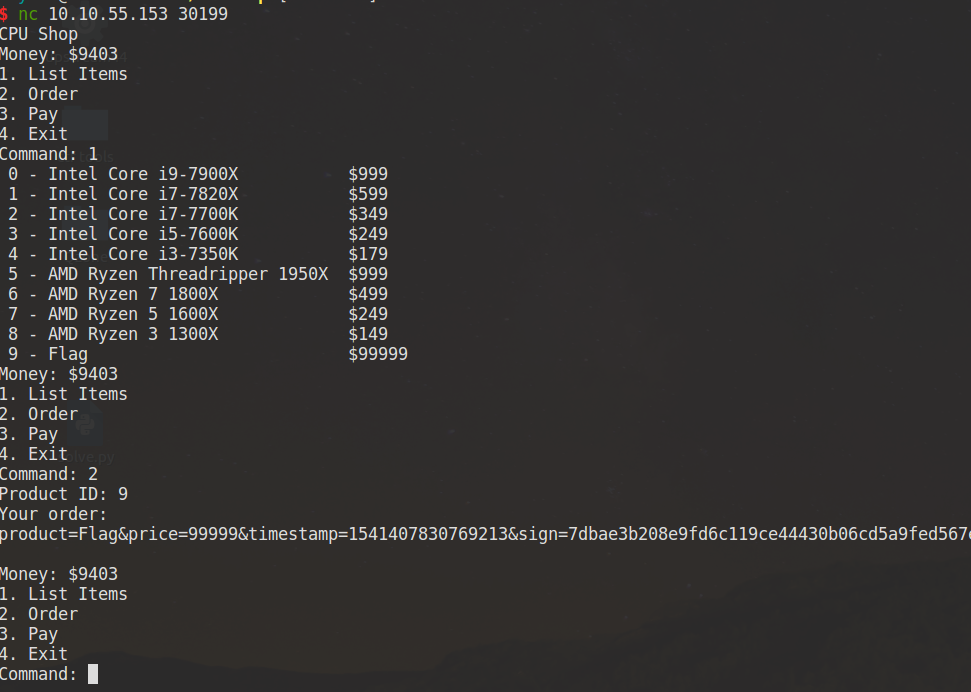 $ nc 10.10.55.153 30199
CPU Shop
Money: $9403
1. List Items
2. Order
3. Pay
4. Exit
Command: 1
0 - Intel Core i9-7900X $999
1 - Intel Core i7-7820X $599
2 - Intel Core i7-7700K $349
3 - Intel Core i5-7600K $249
4 - Intel Core i3-7350K $179
5 - AMD Ryzen Threadripper 1950X $999
6 - AMD Ryzen 7 1800X $499
7 - AMD Ryzen 5 1600X $249
8 - AMD Ryzen 3 1300X $149
9 - Flag $99999
Money: $9403
1. List Items
2. Order
3. Pay
4. Exit
Command: 2
Product ID: 9
Your order:
product=Flag&price=99999&timestamp=1541407830769213&sign=7dbae3b208e9fd6c119ce44430b06cd5a9fed567
Money: $9403
1. List Items
2. Order
3. Pay
4. Exit
Command: